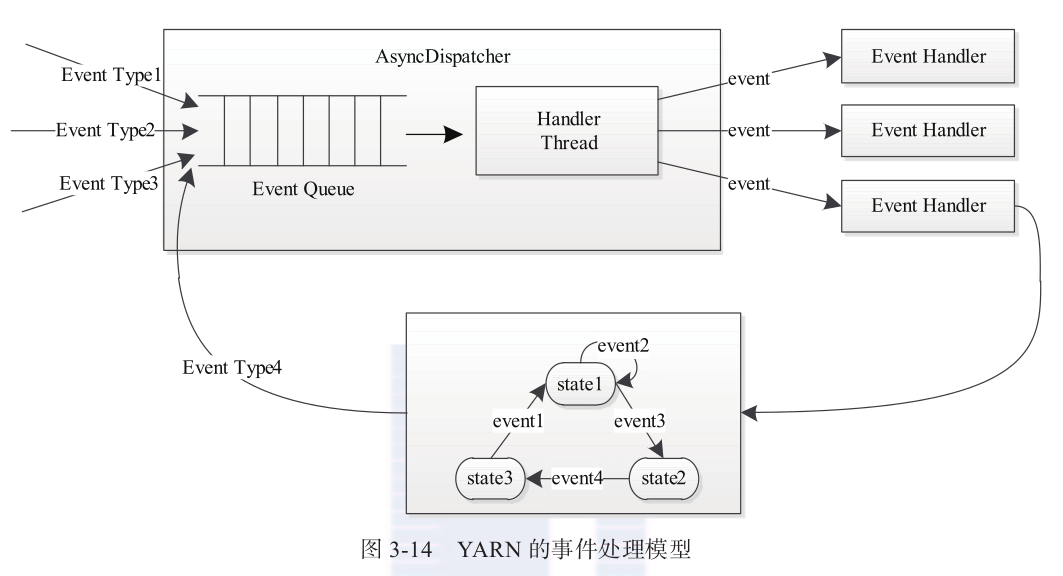 AsyncDispatcher
Event Type1
Event Type2
Event Type3
Event Queue
Handler
Thread
event
event
event
Event Handler
Event Handler
Event Handler
Event Type4
event2
state1
event1
event3
state3
event4
state2
图 3-14 YARN 的事件处理模型